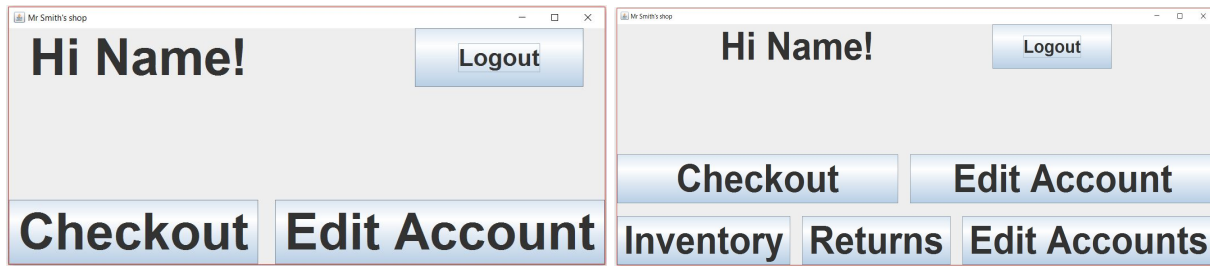 Mr Smith's shop
Hi Name!
Logout
Checkout
Edit Account
Mr Smith's shop
Hi Name!
Logout
Checkout
Edit Account
Inventory
Returns
Edit Accounts